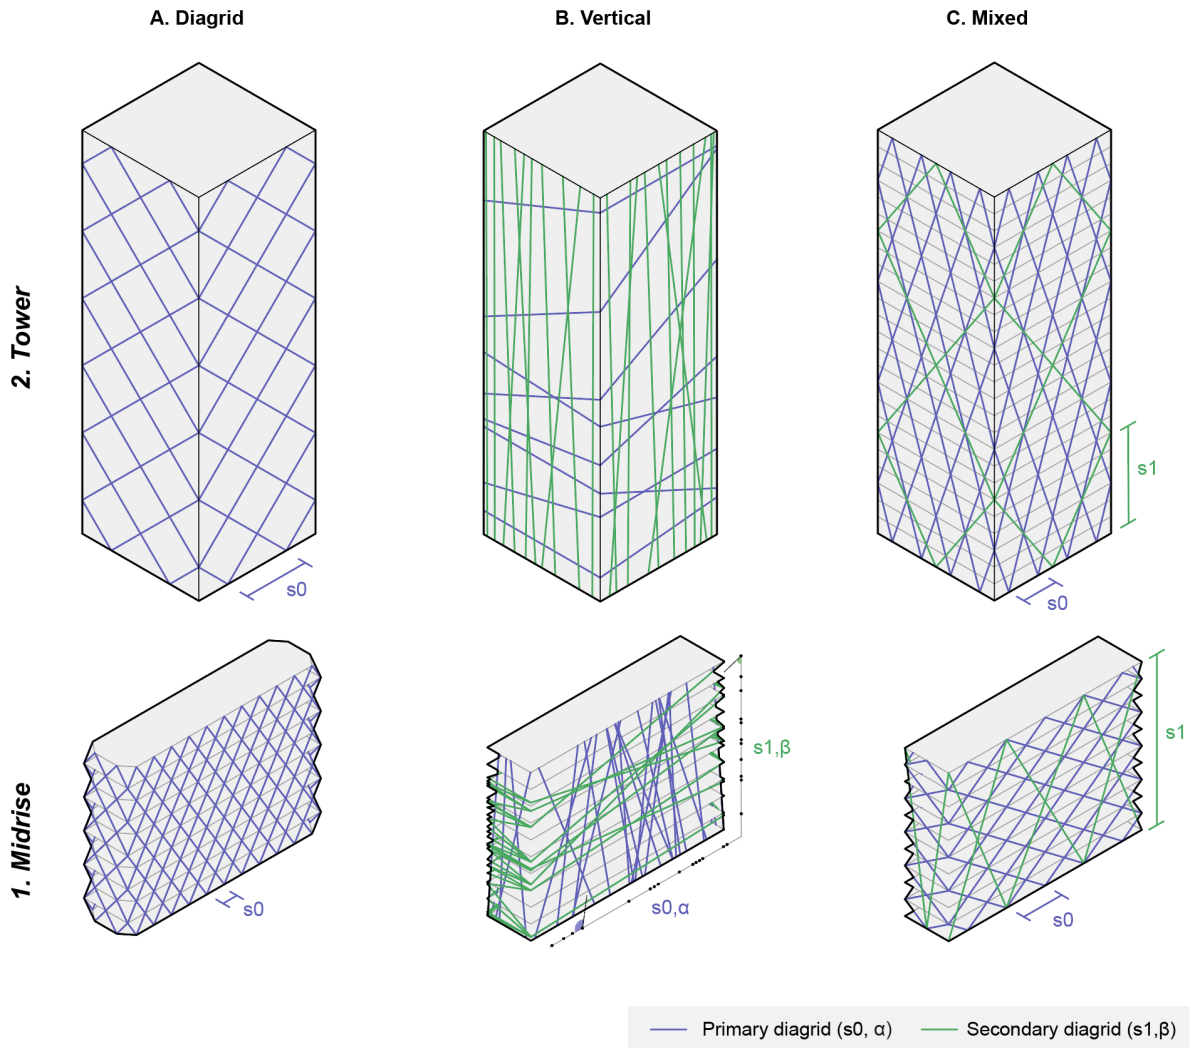 A. Diagrid
B. Vertical
C. Mixed
2. Tower
s0
s1
s0
1. Midrise
s0
s1,β
s0,α
s1
s0
Primary diagrid (s0, α)
Secondary diagrid (s1,β)